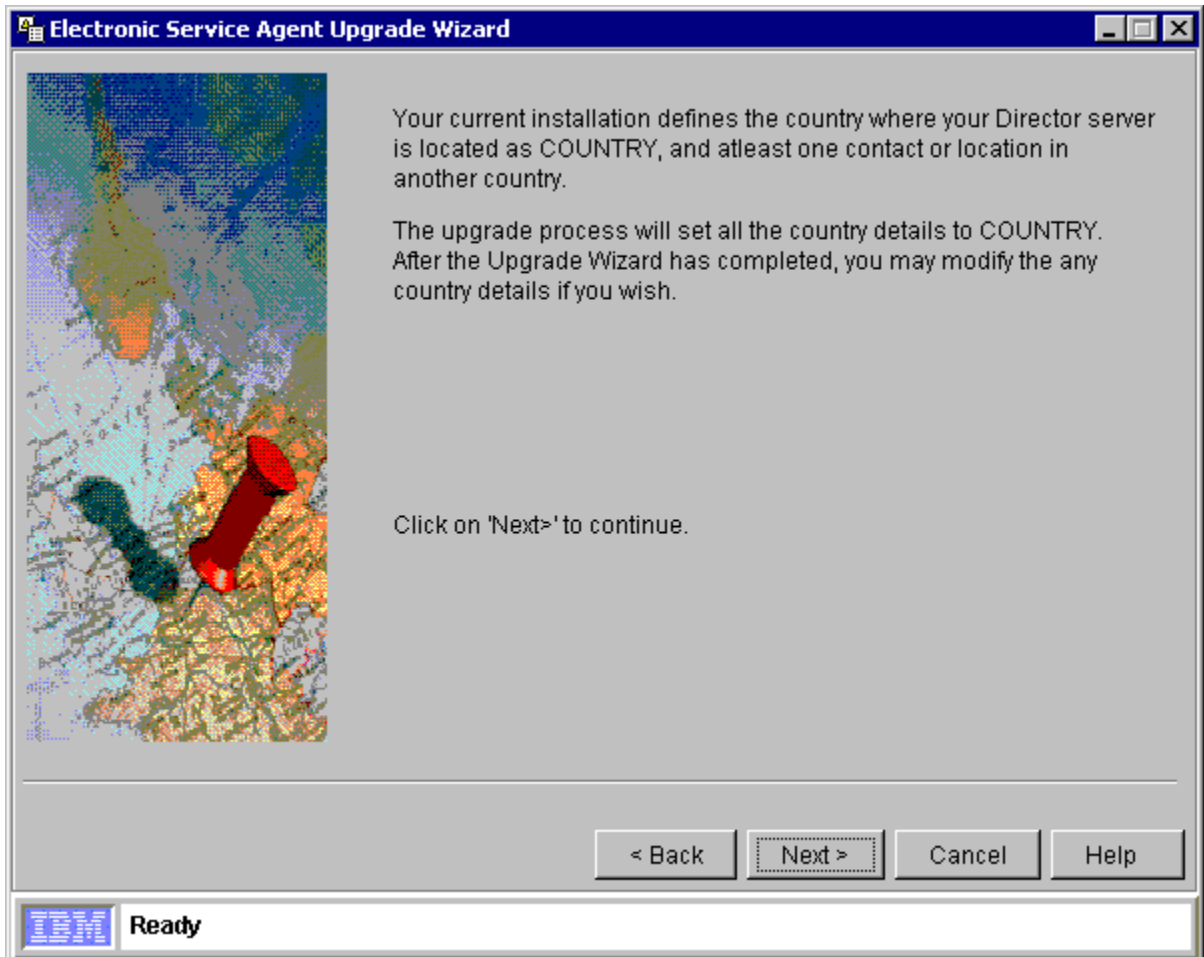 Electronic Service Agent Upgrade Wizard
Your current installation defines the country where your Director server
is located as COUNTRY, and atleast one contact or location in
another country.
The upgrade process will set all the country details to COUNTRY.
After the Upgrade Wizard has completed, you may modify the any
country details if you wish.
Click on 'Next>' to continue.
< Back
Next >
Cancel
Help
IBM
Ready